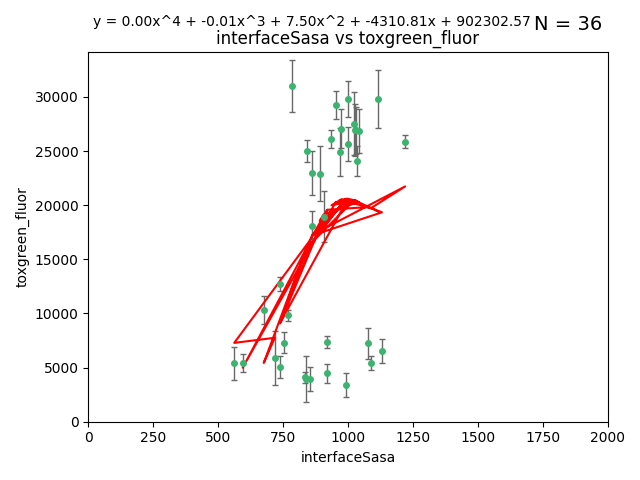 y = 0.00x^4 + -0.01x^3 + 7.50x^2 + -4310.81x + 902302.57 N = 36
interfaceSasa vs toxgreen_fluor
30000
25000
20000
15000
10000
5000
0
toxgreen_fluor
0 250 500 750 1000 1250 1500 1750 2000
interfaceSasa